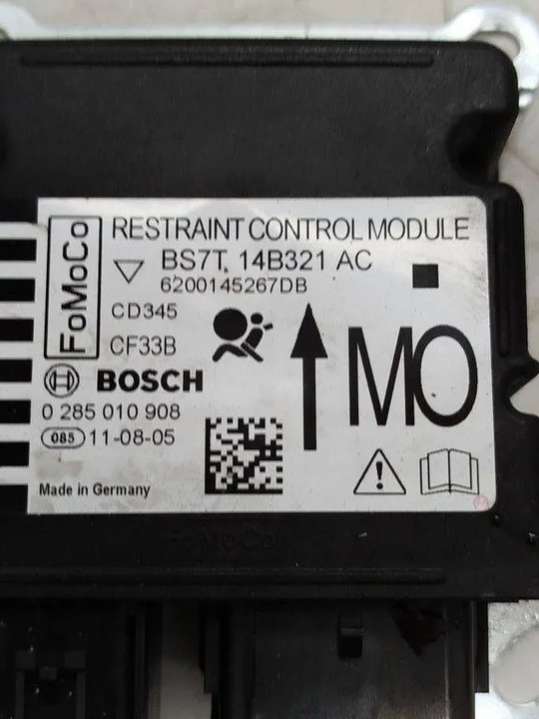 FoMoCo
RESTRAINT CONTROL MODULE
BS7T 14B321 AC
6200145267DB
CD345
CF33B
MO
BOSCH
0 285 010 908
085 11-08-05
Made in Germany
FoMoCo